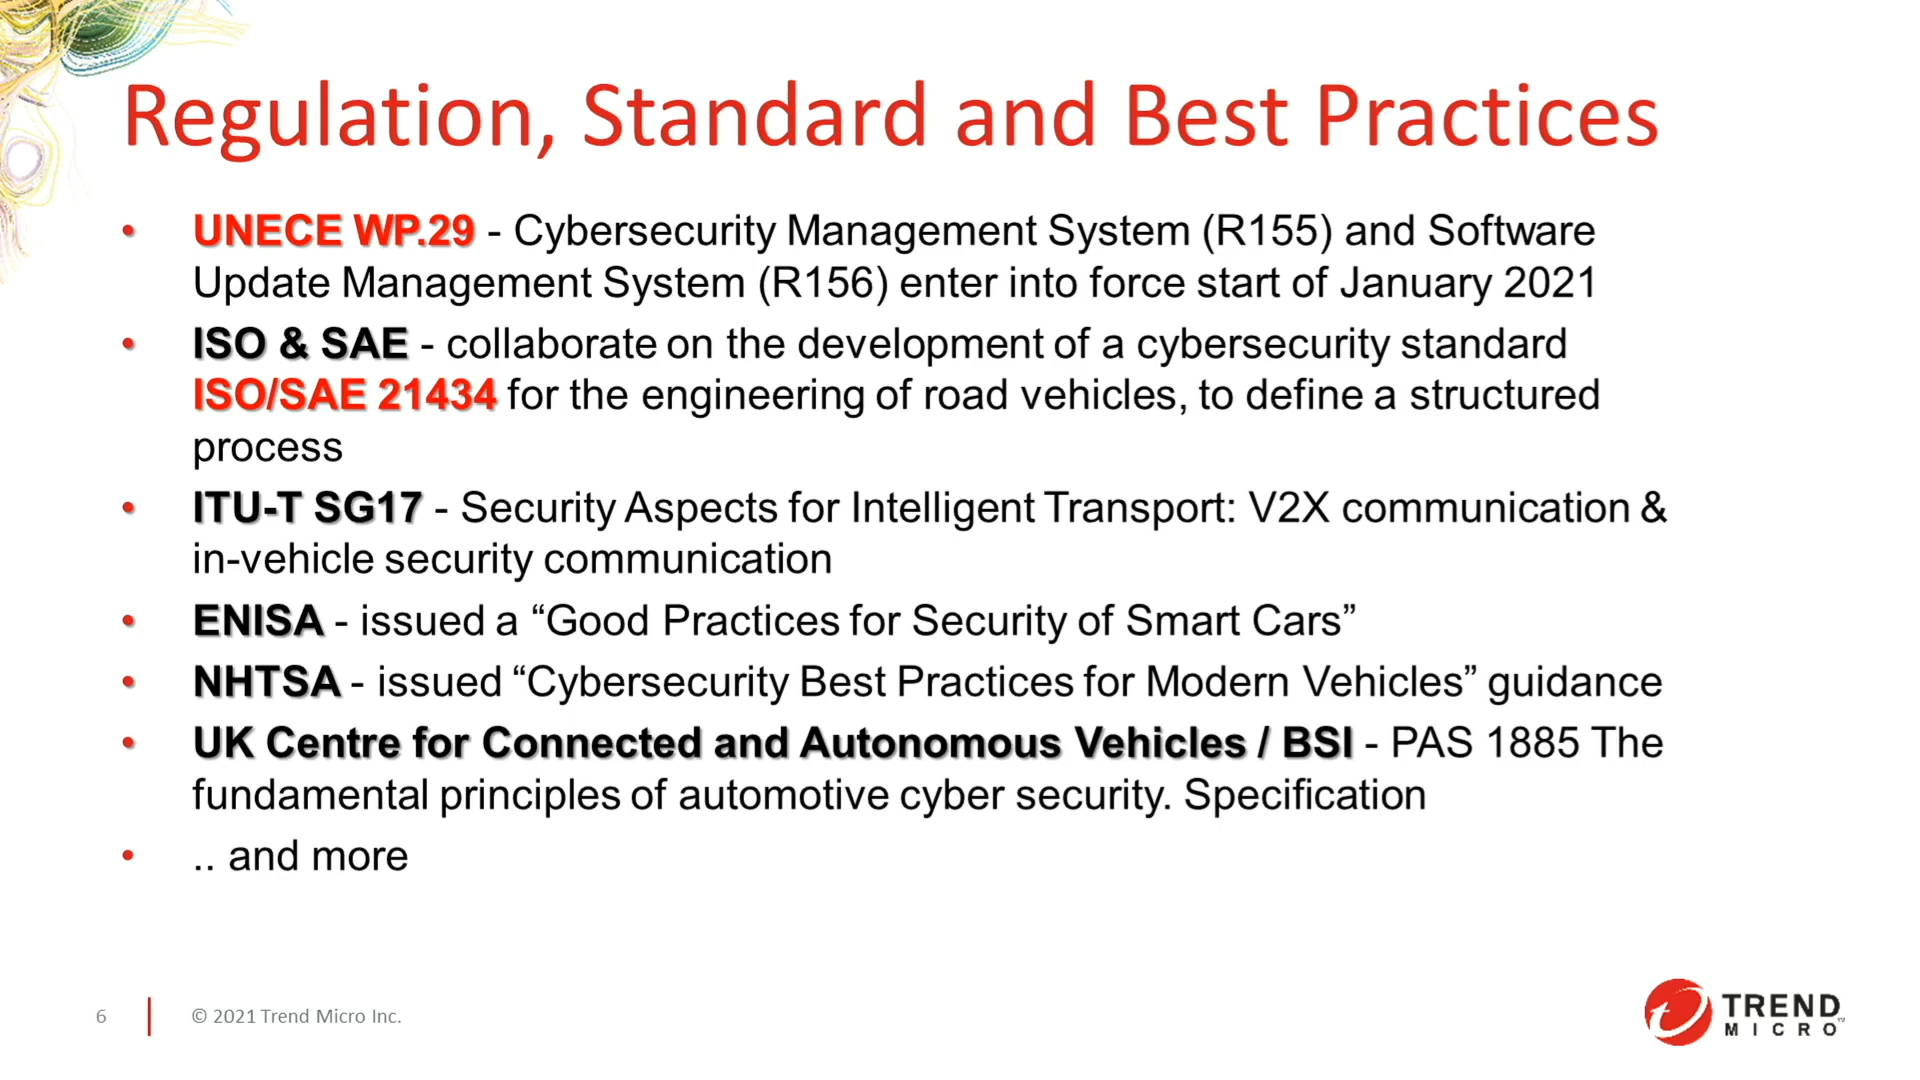 Regulation, Standard and Best Practices
• UNECE WP.29 - Cybersecurity Management System (R155) and Software
Update Management System (R156) enter into force start of January 2021
• ISO & SAE - collaborate on the development of a cybersecurity standard
ISO/SAE 21434 for the engineering of road vehicles, to define a structured
process
• ITU-T SG17 - Security Aspects for Intelligent Transport: V2X communication &
in-vehicle security communication
• ENISA - issued a “Good Practices for Security of Smart Cars”
• NHTSA - issued “Cybersecurity Best Practices for Modern Vehicles” guidance
• UK Centre for Connected and Autonomous Vehicles / BSI - PAS 1885 The
fundamental principles of automotive cyber security. Specification
• .. and more
6
© 2021 Trend Micro Inc.
TREND
MICRO™